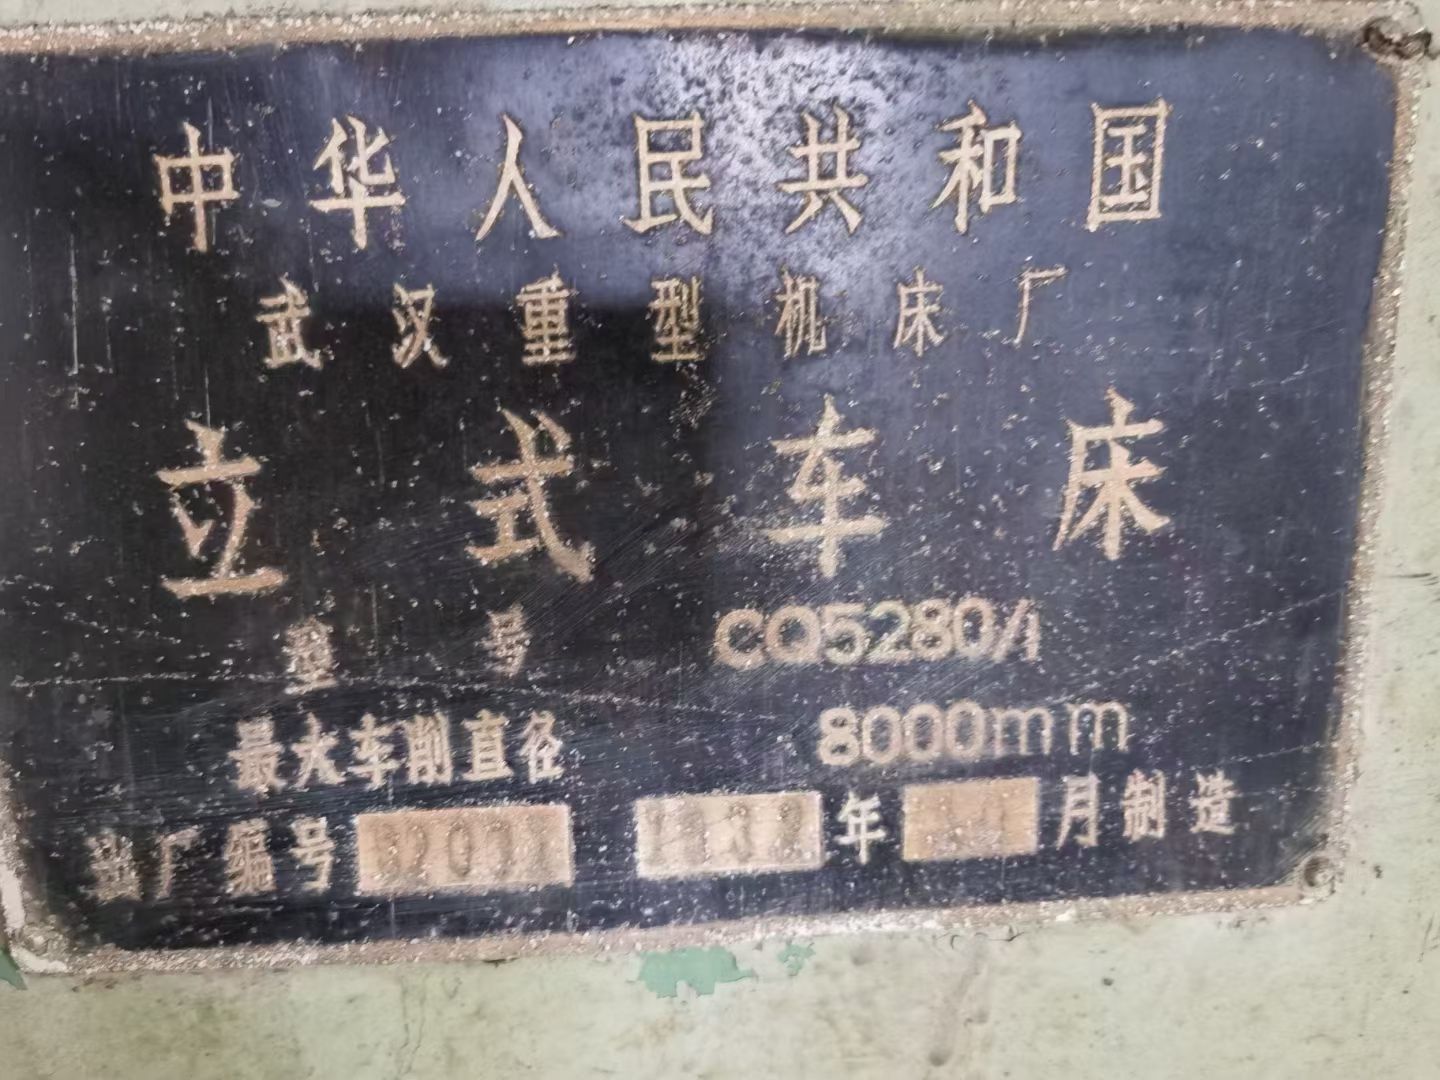 中华人民共和国
武汉重型机床厂
立式车床
型号 CQ5280/1
最大车削直径 8000mm
出厂编号 年 月制造